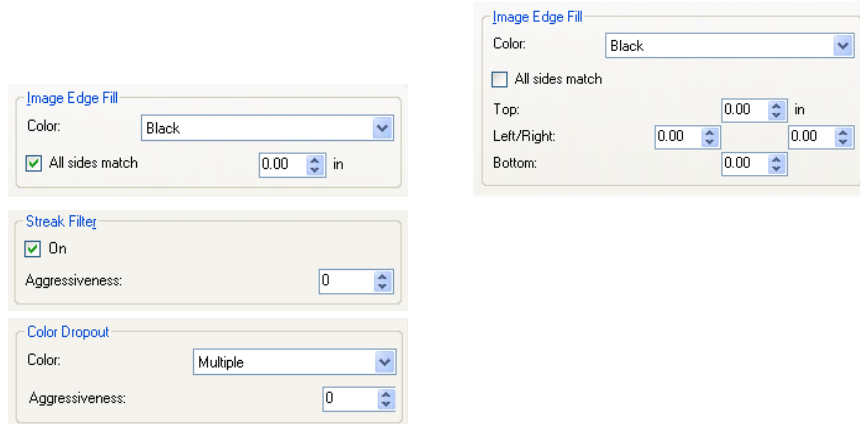 Image Edge Fill
Color: Black
All sides match 0.00 in
Streak Filter
On
Aggressiveness: 0
Color Dropout
Color: Multiple
Aggressiveness: 0
Image Edge Fill
Color: Black
All sides match
Top: 0.00 in
Left/Right: 0.00 0.00
Bottom: 0.00